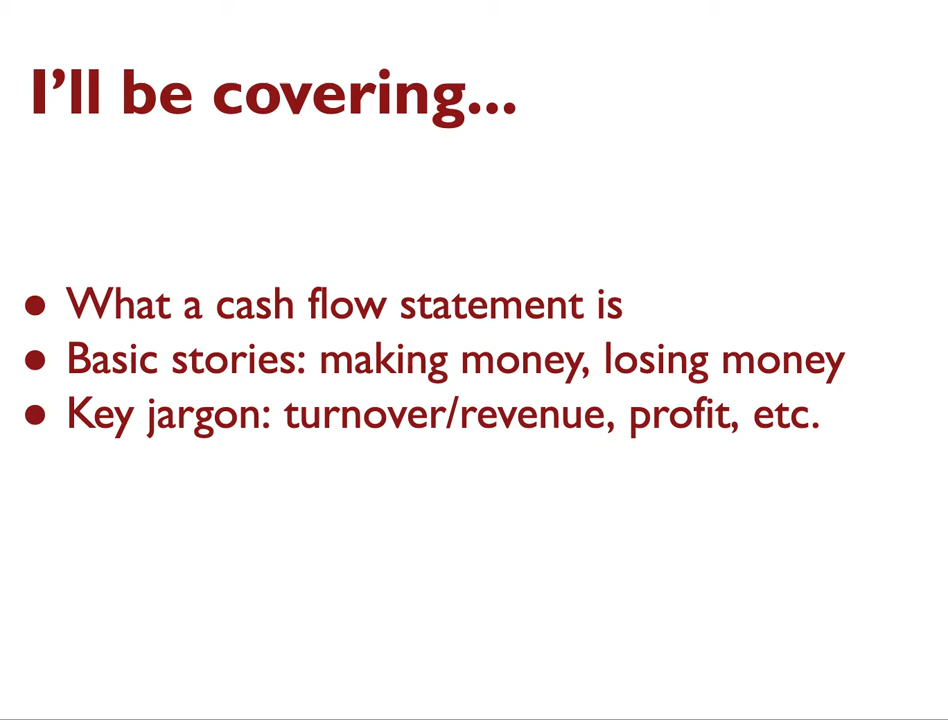 I’ll be covering...
● What a cash flow statement is
● Basic stories: making money, losing money
● Key jargon: turnover/revenue, profit, etc.